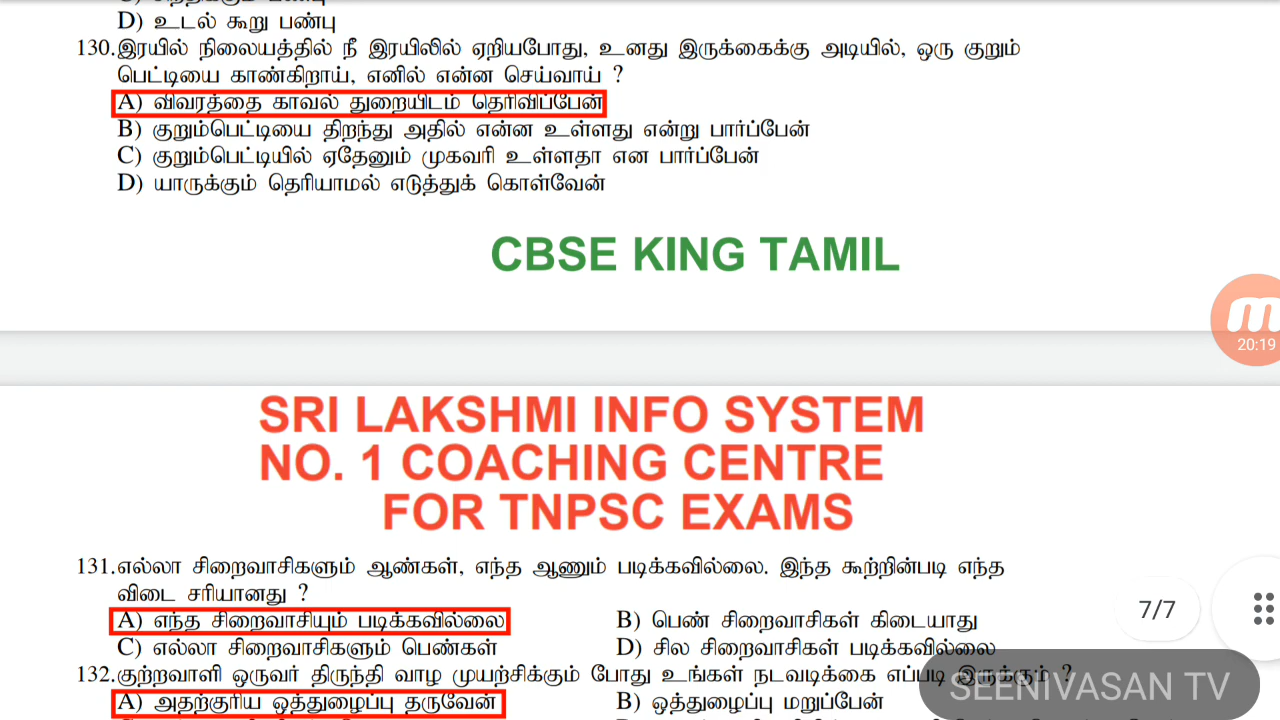 D) உடல் கூறு பண்பு
130.இரயில் நிலையத்தில் நீ இரயிலில் ஏறியபோது, உனது இருக்கைக்கு அடியில், ஒரு குறும்
பெட்டியை காண்கிறாய், எனில் என்ன செய்வாய் ?
A) விவரத்தை காவல் துறையிடம் தெரிவிப்பேன்
B) குறும்பெட்டியை திறந்து அதில் என்ன உள்ளது என்று பார்ப்பேன்
C) குறும்பெட்டியில் ஏதேனும் முகவரி உள்ளதா என பார்ப்பேன்
D) யாருக்கும் தெரியாமல் எடுத்துக் கொள்வேன்
CBSE KING TAMIL
20:19
SRI LAKSHMI INFO SYSTEM
NO. 1 COACHING CENTRE
FOR TNPSC EXAMS
131.எல்லா சிறைவாசிகளும் ஆண்கள், எந்த ஆணும் படிக்கவில்லை. இந்த கூற்றின்படி எந்த
விடை சரியானது ?
7/7
A) எந்த சிறைவாசியும் படிக்கவில்லை B) பெண் சிறைவாசிகள் கிடையாது
C) எல்லா சிறைவாசிகளும் பெண்கள் D) சில சிறைவாசிகள் படிக்கவில்லை
132.குற்றவாளி ஒருவர் திருந்தி வாழ முயற்சிக்கும் போது உங்கள் நடவடிக்கை எப்படி இருக்கும் ?
SEENIVASAN TV
A) அதற்குரிய ஒத்துழைப்பு தருவேன் B) ஒத்துழைப்பு மறுப்பேன்